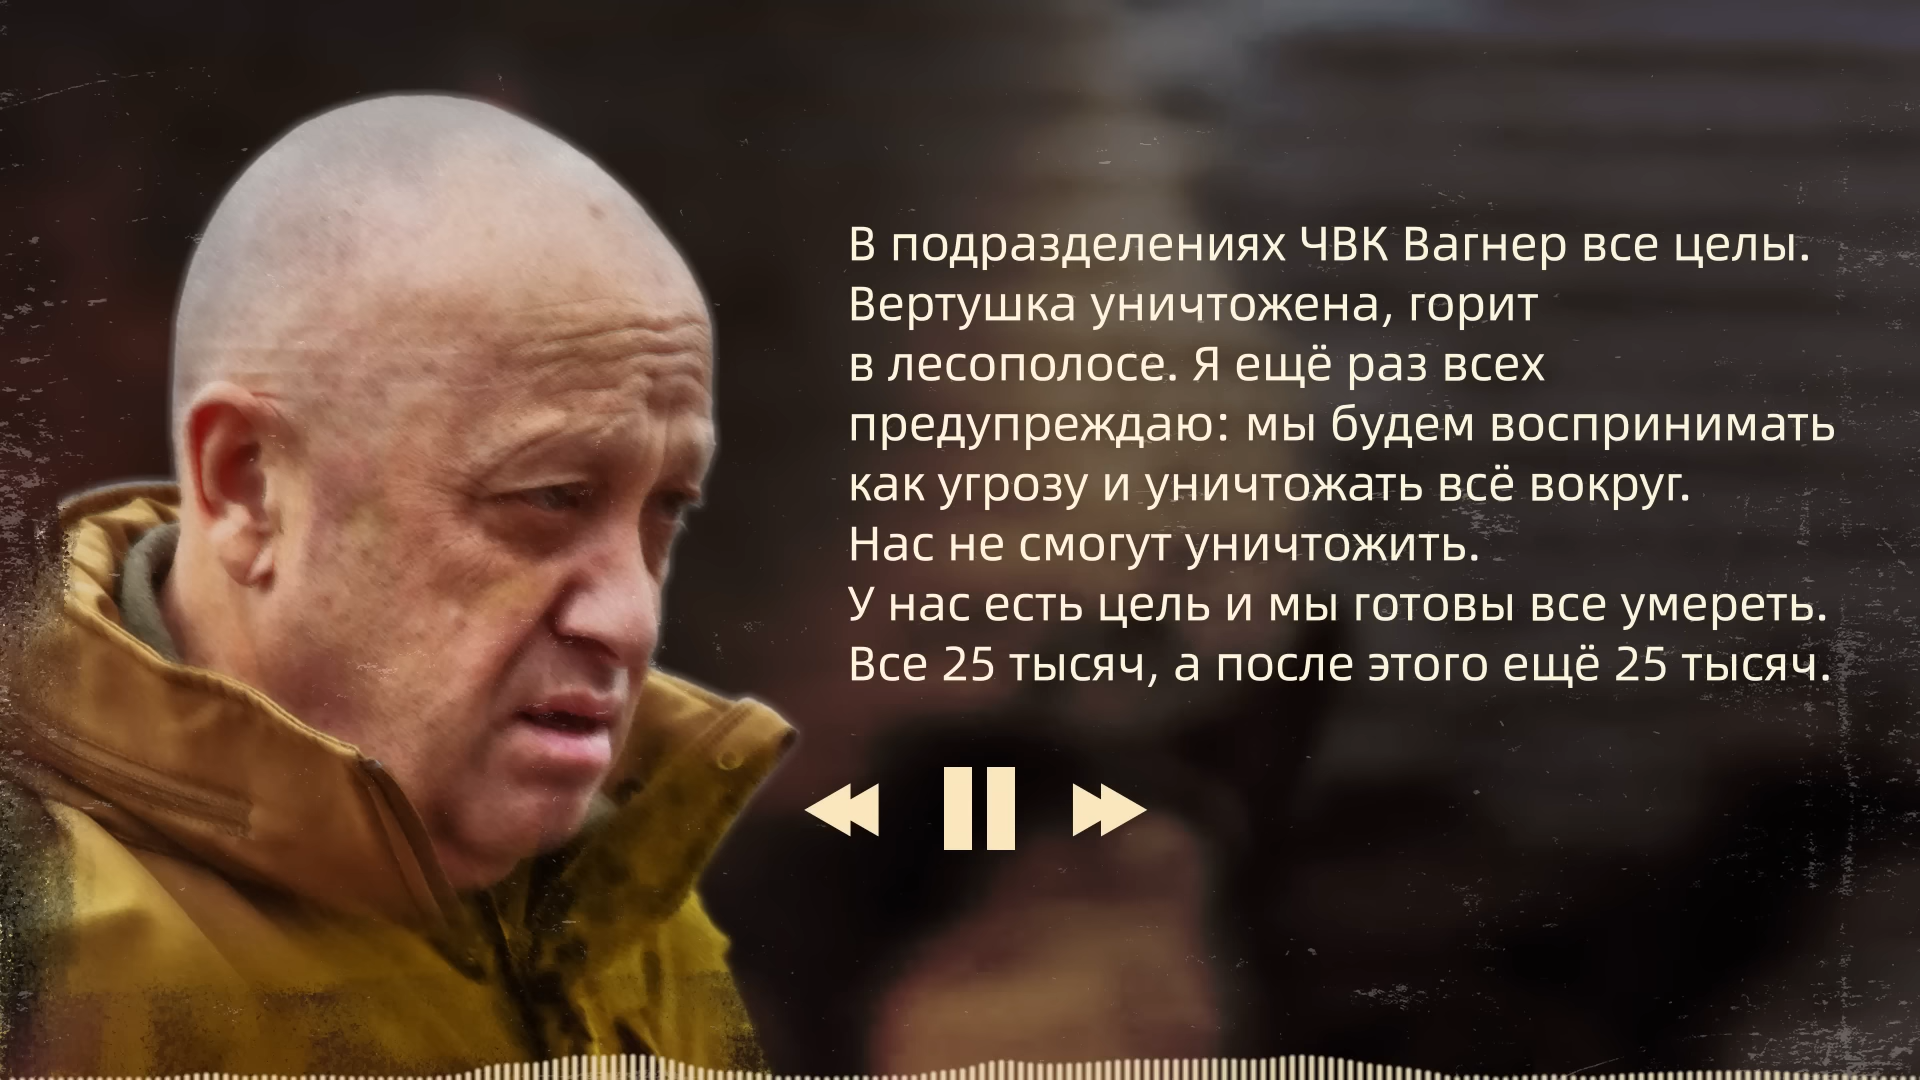 В подразделениях ЧВК Вагнер все целы.
Вертушка уничтожена, горит
в лесополосе. Я ещё раз всех
предупреждаю: мы будем воспринимать
как угрозу и уничтожать всё вокруг.
Нас не смогут уничтожить.
У нас есть цель и мы готовы все умереть.
Все 25 тысяч, а после этого ещё 25 тысяч.